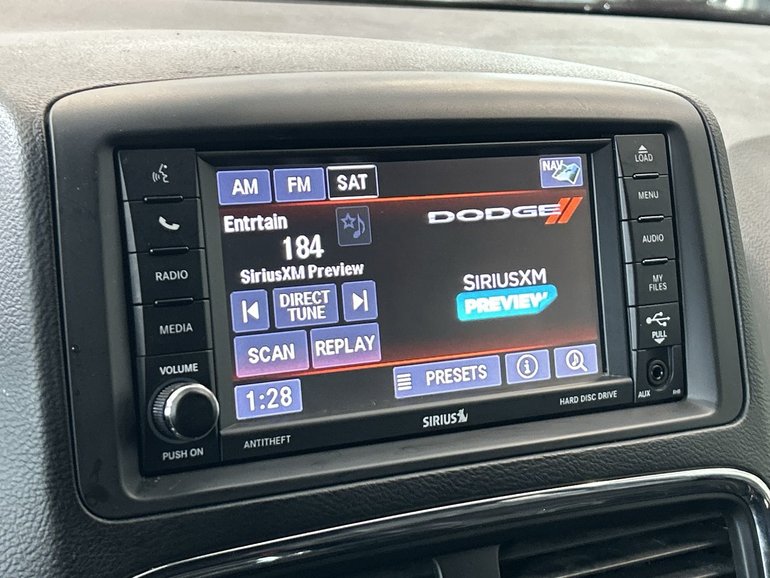 AM FM SAT NAV
Entrtain
184
SiriusXM Preview
DODGE
SIRIUSXM
PREVIEW
DIRECT
TUNE
SCAN REPLAY
1:28 PRESETS
RADIO
MEDIA
VOLUME
PUSH ON
ANTITHEFT
SIRIUS
HARD DISC DRIVE
LOAD
MENU
AUDIO
MY
FILES
PULL
AUX